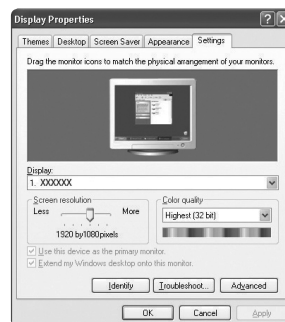 Display Properties
Themes Desktop Screen Saver Appearance Settings
Drag the monitor icons to match the physical arrangement of your monitors.
Display:
1. XXXXXX
Screen resolution
Less More
1920 by1080pixels
Color quality
Highest (32 bit)
Use this device as the primary monitor.
Extend my Windows desktop onto this monitor.
Identify Troubleshoot... Advanced
OK Cancel Apply